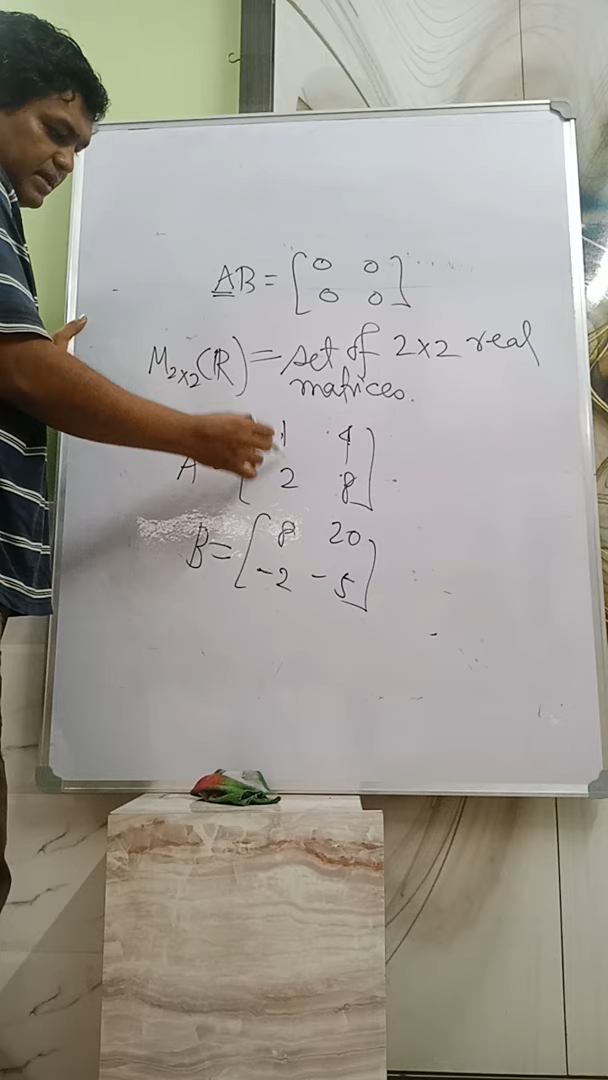 AB = [0 0
0 0]
M2x2(R) = set of 2x2 real
matrices.
A = [1 4
2 8]
B = [8 20
-2 -5]